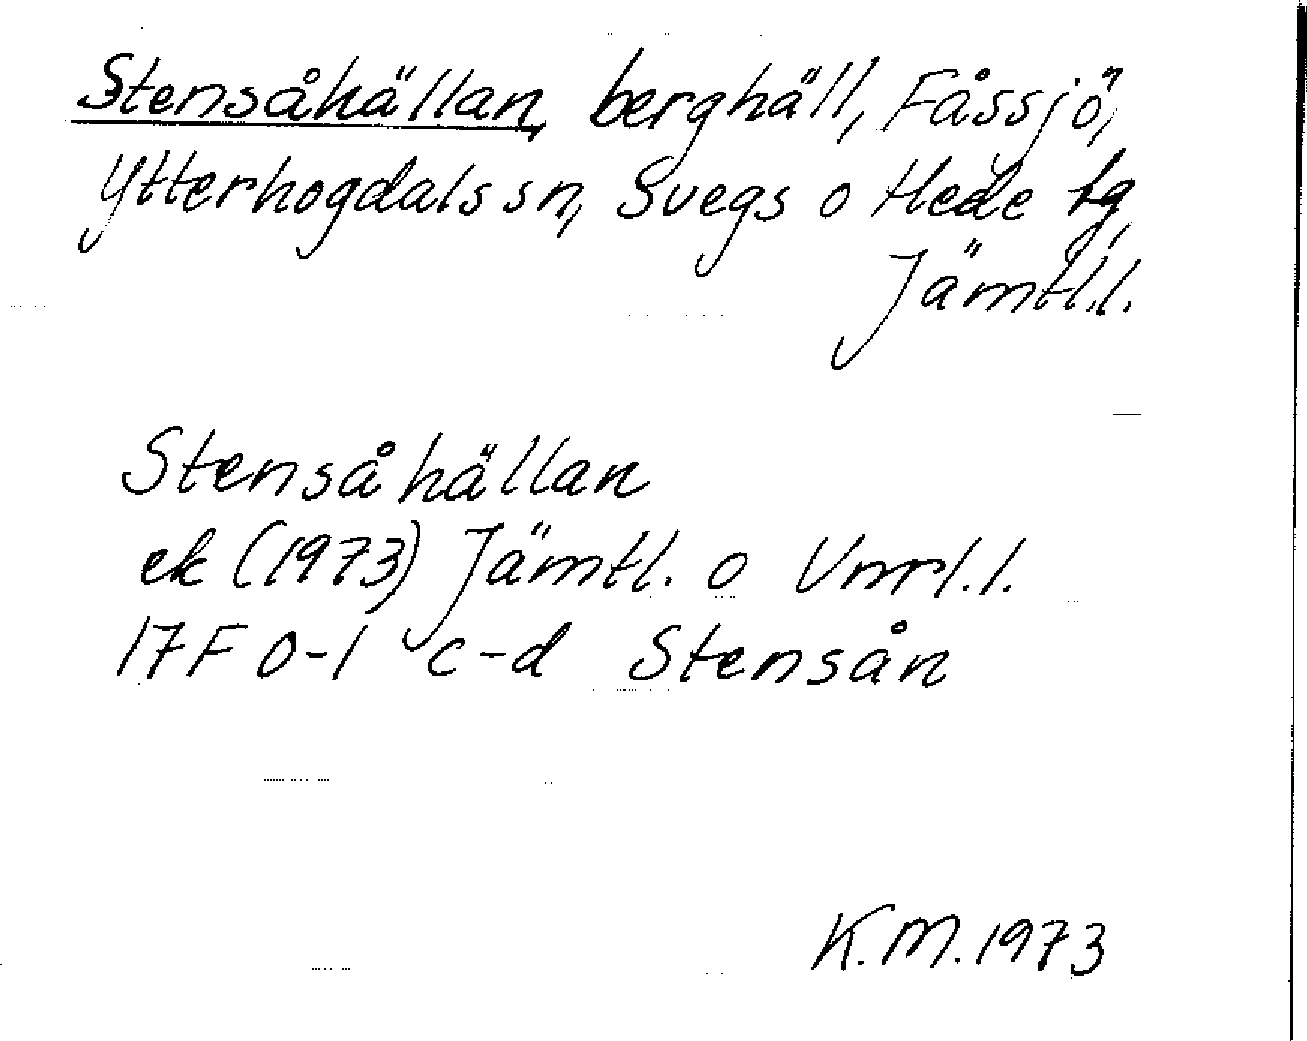 Stensåhällan, berghäll, Fåssjö,
Ytterhogdals sn, Svegs o Hede tg,
Jämtl.l.
Stensåhällan
ek (1973) Jämtl. o Vnrl.l.
17F 0-1 c-d Stensån
K.M. 1973